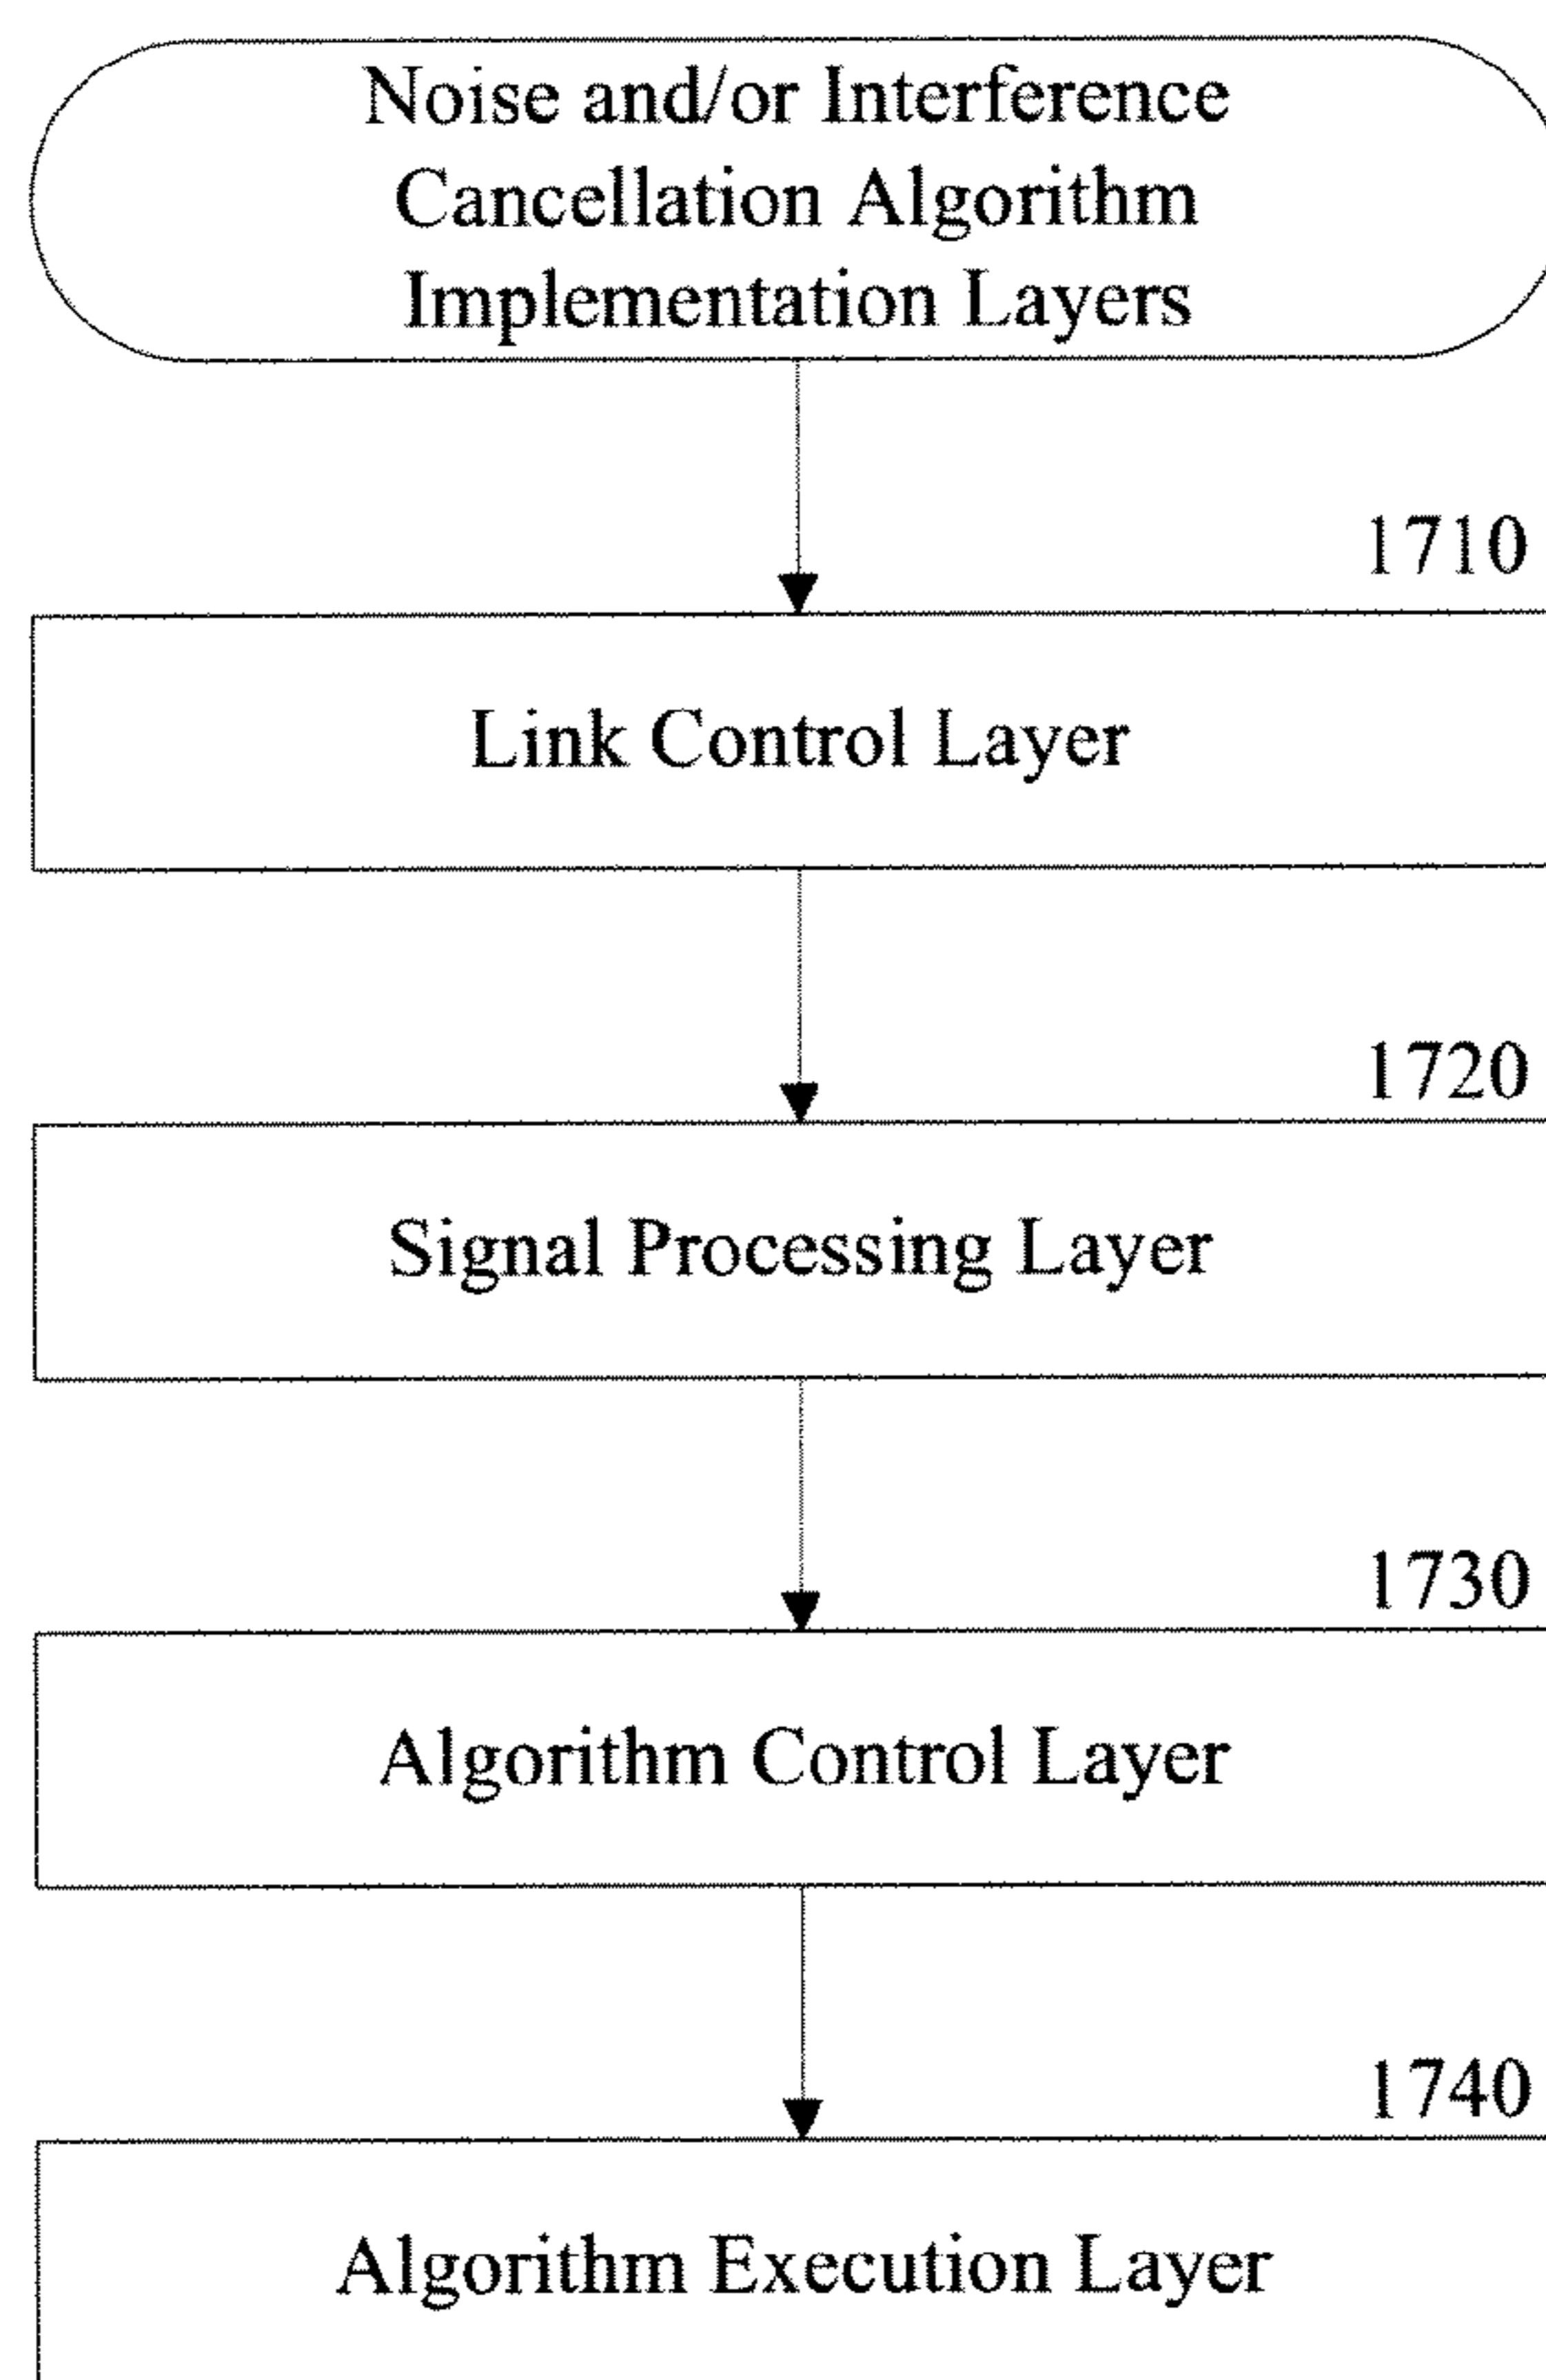 Noise and/or Interference
Cancellation Algorithm
Implementation Layers
1710
Link Control Layer
1720
Signal Processing Layer
1730
Algorithm Control Layer
1740
Algorithm Execution Layer